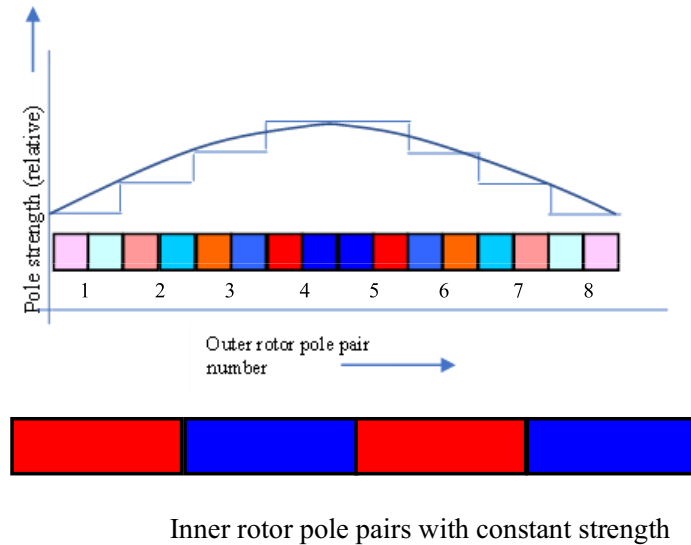 Pole strength (relative)
1 2 3 4 5 6 7 8
Outer rotor pole pair
number
Inner rotor pole pairs with constant strength